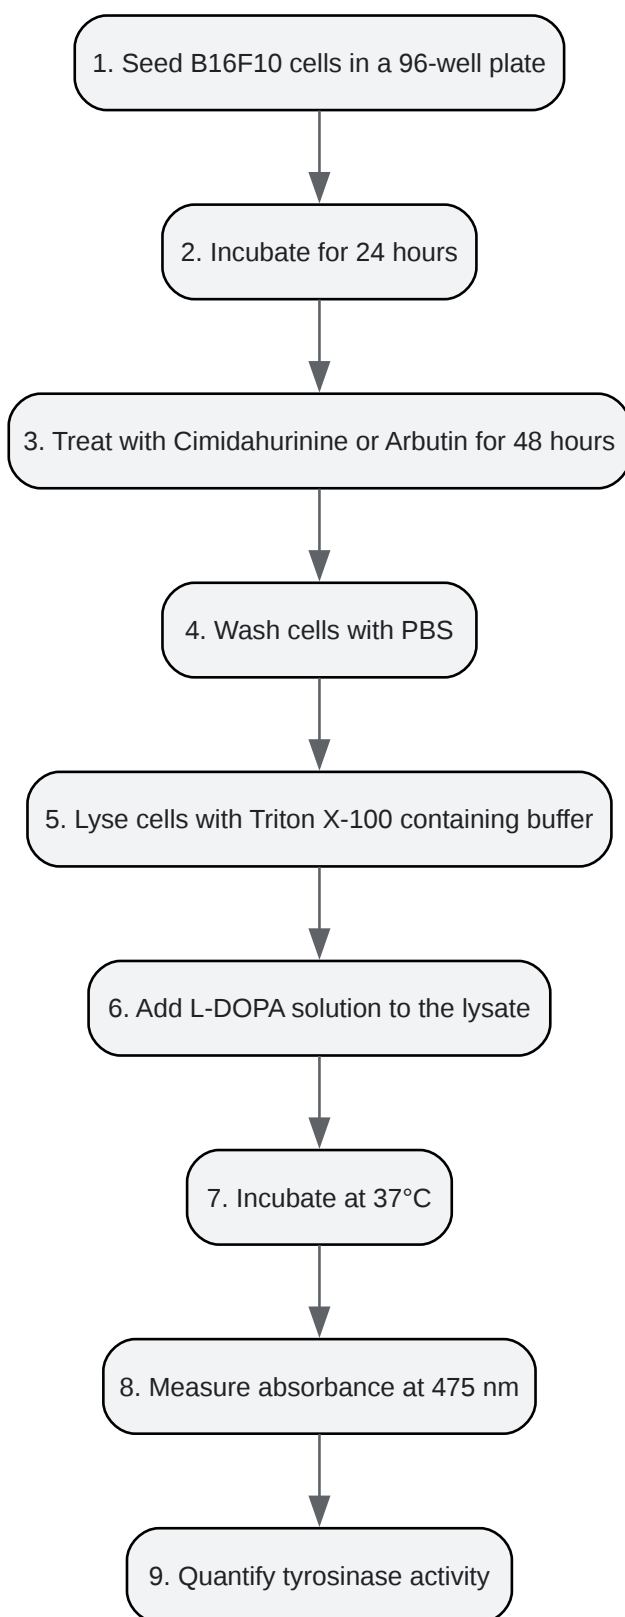 1. Seed B16F10 cells in a 96-well plate
2. Incubate for 24 hours
3. Treat with Cimidahurinine or Arbutin for 48 hours
4. Wash cells with PBS
5. Lyse cells with Triton X-100 containing buffer
6. Add L-DOPA solution to the lysate
7. Incubate at 37°C
8. Measure absorbance at 475 nm
9. Quantify tyrosinase activity